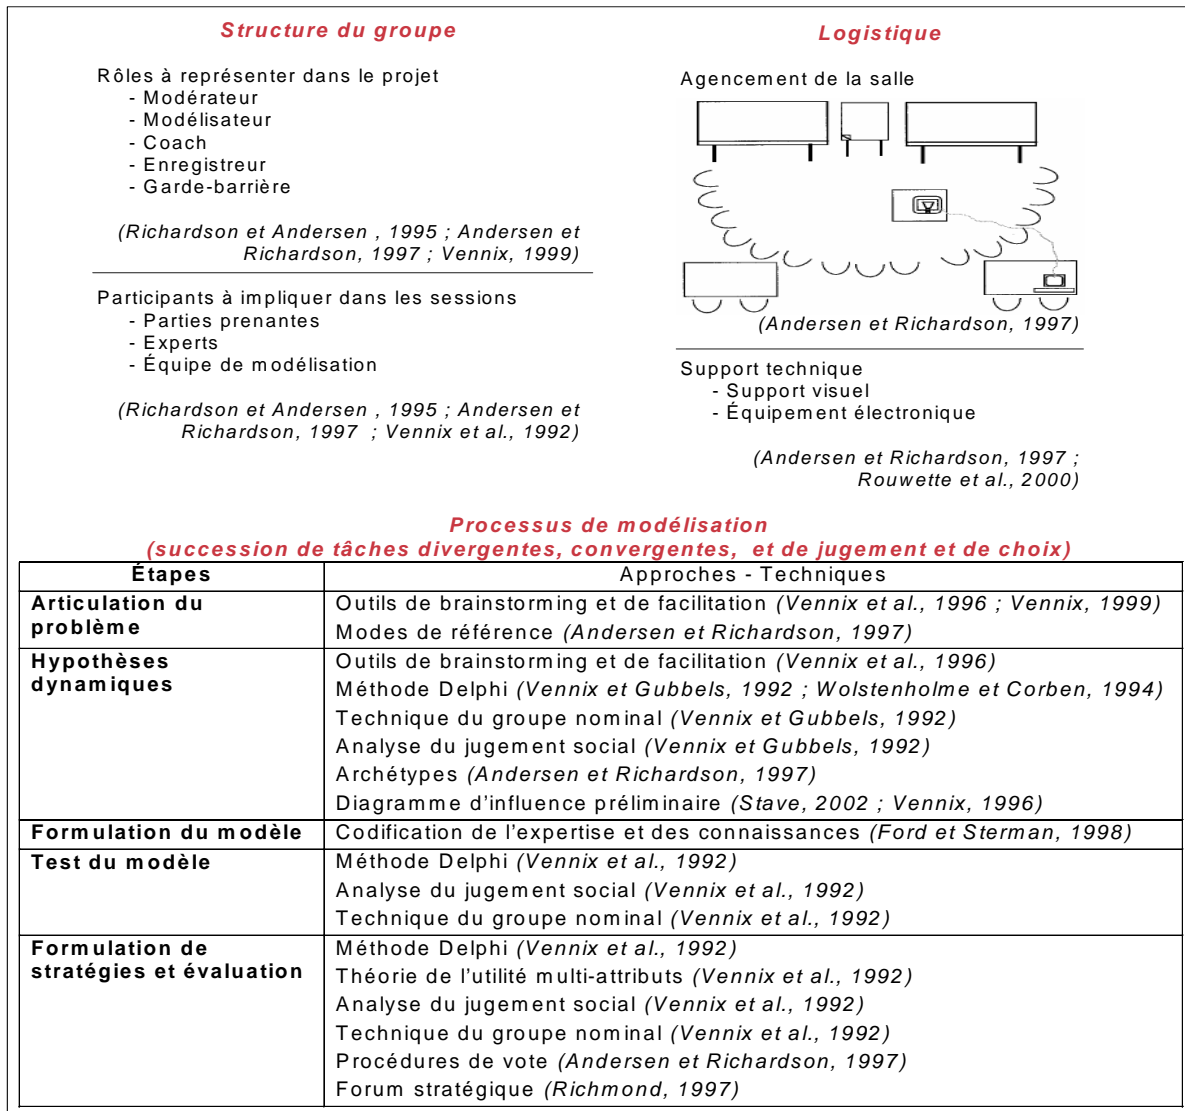 Structure du groupe
Rôles à représenter dans le projet
- Modérateur
- Modélisateur
- Coach
- Enregistreur
- Garde-barrière
(Richardson et Andersen , 1995 ; Andersen et
Richardson, 1997 ; Vennix, 1999)
Participants à impliquer dans les sessions
- Parties prenantes
- Experts
- Équipe de modélisation
(Richardson et Andersen , 1995 ; Andersen et
Richardson, 1997 ; Vennix et al., 1992)
Logistique
Agencement de la salle
(Andersen et Richardson, 1997)
Support technique
- Support visuel
- Équipement électronique
(Andersen et Richardson, 1997 ;
Rouwette et al., 2000)
Processus de modélisation
(succession de tâches divergentes, convergentes, et de jugement et de choix)
Étapes
Approches - Techniques
Articulation du
problème
Outils de brainstorming et de facilitation (Vennix et al., 1996 ; Vennix, 1999)
Modes de référence (Andersen et Richardson, 1997)
Hypothèses
dynamiques
Outils de brainstorming et de facilitation (Vennix et al., 1996)
Méthode Delphi (Vennix et Gubbels, 1992 ; Wolstenholme et Corben, 1994)
Technique du groupe nominal (Vennix et Gubbels, 1992)
Analyse du jugement social (Vennix et Gubbels, 1992)
Archétypes (Andersen et Richardson, 1997)
Diagramme d'influence préliminaire (Stave, 2002 ; Vennix, 1996)
Formulation du modèle
Codification de l'expertise et des connaissances (Ford et Sterman, 1998)
Test du modèle
Méthode Delphi (Vennix et al., 1992)
Analyse du jugement social (Vennix et al., 1992)
Technique du groupe nominal (Vennix et al., 1992)
Formulation de
stratégies et évaluation
Méthode Delphi (Vennix et al., 1992)
Théorie de l'utilité multi-attributs (Vennix et al., 1992)
Analyse du jugement social (Vennix et al., 1992)
Technique du groupe nominal (Vennix et al., 1992)
Procédures de vote (Andersen et Richardson, 1997)
Forum stratégique (Richmond, 1997)